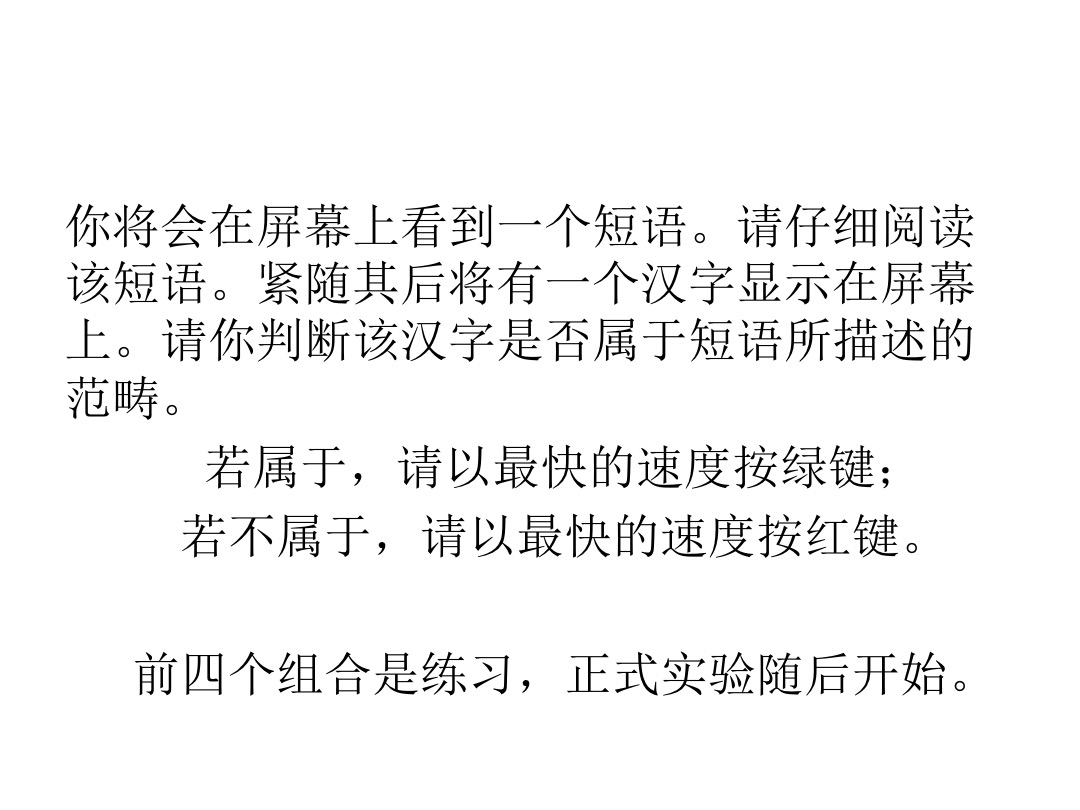 你将会在屏幕上看到一个短语。请仔细阅读
该短语。紧随其后将有一个汉字显示在屏幕
上。请你判断该汉字是否属于短语所描述的
范畴。
若属于，请以最快的速度按绿键；
若不属于，请以最快的速度按红键。
前四个组合是练习，正式实验随后开始。